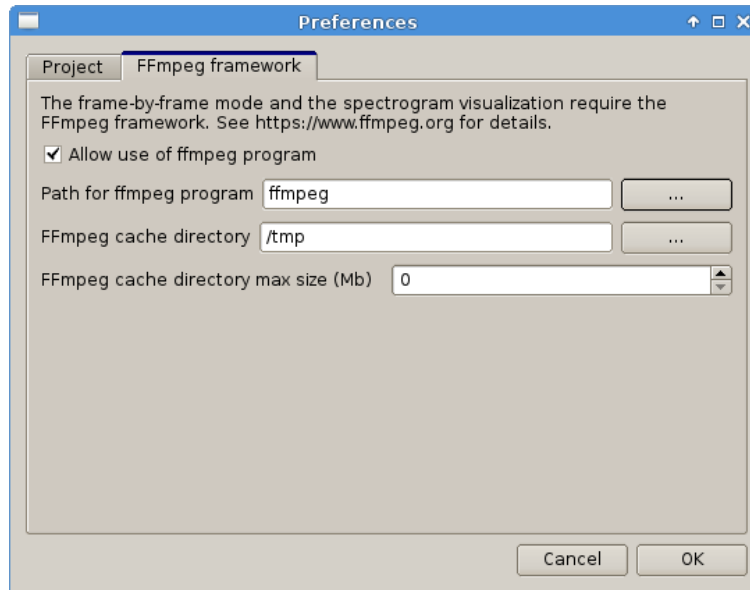 Preferences
Project
FFmpeg framework
The frame-by-frame mode and the spectrogram visualization require the
FFmpeg framework. See https://www.ffmpeg.org for details.
Allow use of ffmpeg program
Path for ffmpeg program ffmpeg ...
FFmpeg cache directory /tmp ...
FFmpeg cache directory max size (Mb) 0
Cancel OK